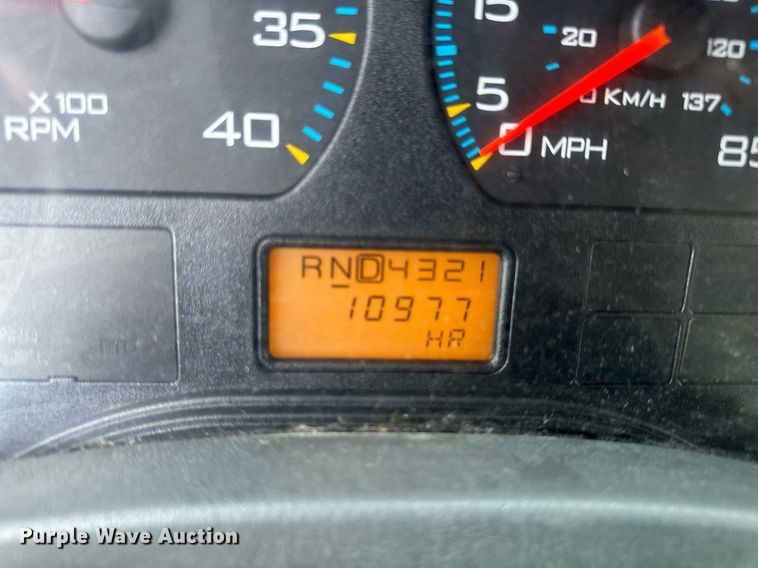 35
40
X100
RPM
15
5
0 MPH
20
120
0 KM/H 137
85
RND4321
10977
HR
Purple Wave Auction